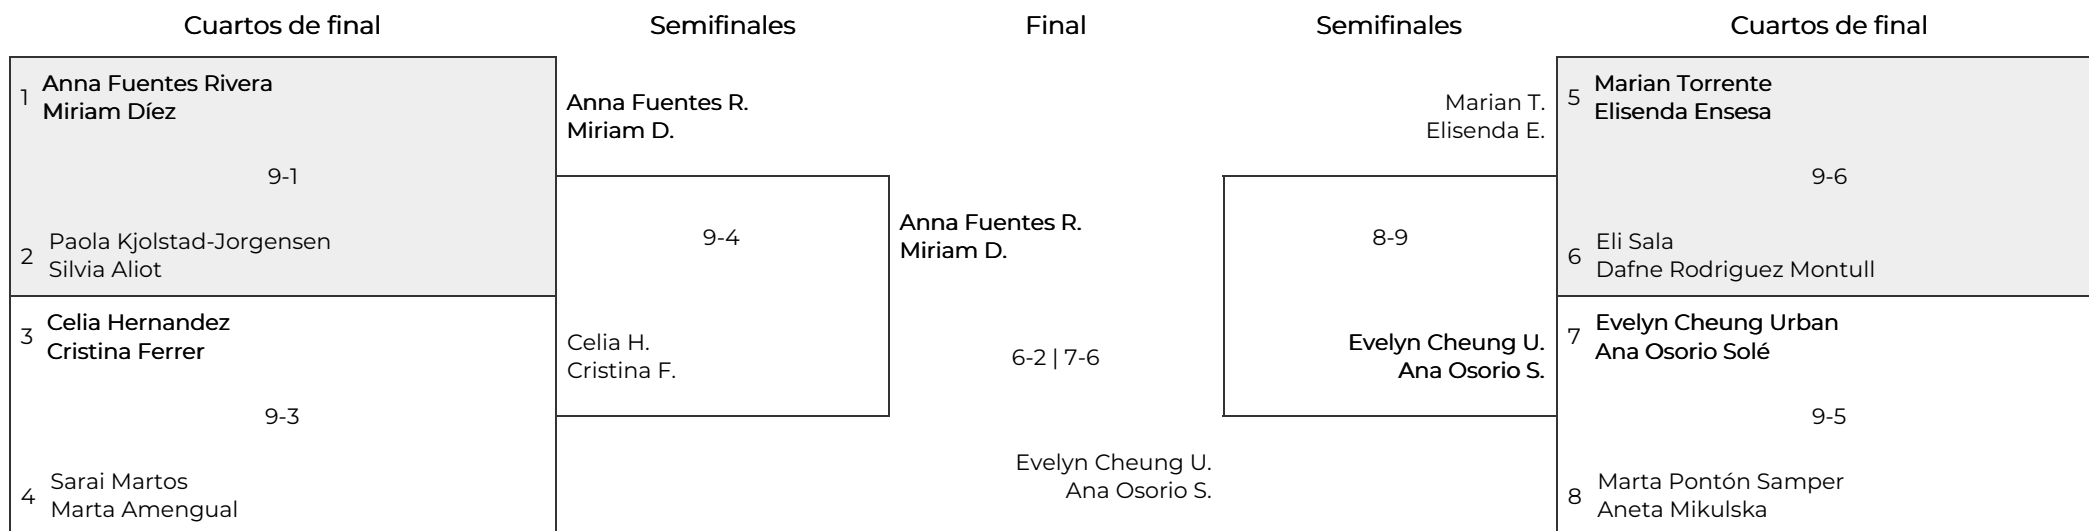 Cuartos de final
Semifinales
Final
Semifinales
Cuartos de final
1
Anna Fuentes Rivera
Miriam Díez
9-1
2
Paola Kjolstad-Jorgensen
Silvia Aliot
3
Celia Hernandez
Cristina Ferrer
9-3
4
Sarai Martos
Marta Amengual
Anna Fuentes R.
Miriam D.
9-4
Celia H.
Cristina F.
Anna Fuentes R.
Miriam D.
6-2 | 7-6
Evelyn Cheung U.
Ana Osorio S.
Marian T.
Elisenda E.
8-9
Evelyn Cheung U.
Ana Osorio S.
5
Marian Torrente
Elisenda Ensesa
9-6
6
Eli Sala
Dafne Rodriguez Montull
7
Evelyn Cheung Urban
Ana Osorio Solé
9-5
8
Marta Pontón Samper
Aneta Mikulska